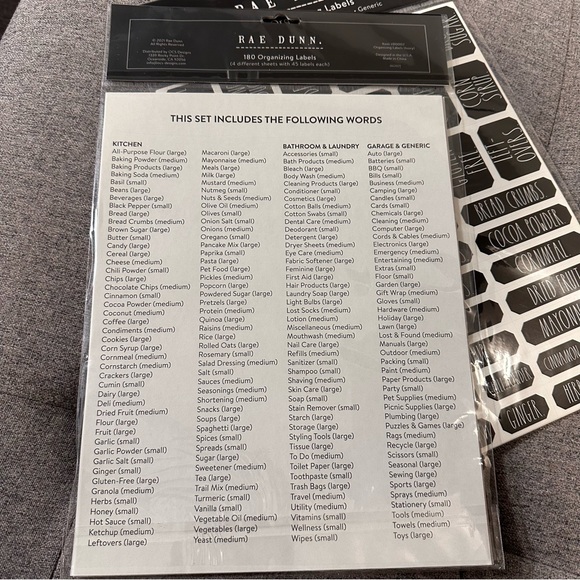 RAE DUNN
Labels
Generic
RAE DUNN.
180 Organizing Labels
(4 different sheets with 45 labels each)
All Rights Reserved
THIS SET INCLUDES THE FOLLOWING WORDS
KITCHEN
All-Purpose Flour (large)
Baking Powder (medium)
Baking Products (large)
Baking Soda (medium)
Basil (small)
Beans (large)
Beverages (large)
Black Pepper (small)
Bread (large)
Bread Crumbs (medium)
Brown Sugar (large)
Butter (small)
Candy (large)
Cereal (large)
Cheese (medium)
Chili Powder (small)
Chips (large)
Chocolate Chips (medium)
Cinnamon (small)
Cocoa Powder (medium)
Coconut (medium)
Coffee (large)
Condiments (medium)
Cookies (large)
Corn Syrup (large)
Cornmeal (medium)
Cornstarch (medium)
Crackers (large)
Cumin (small)
Dairy (large)
Deli (medium)
Dried Fruit (medium)
Flour (large)
Fruit (large)
Garlic (small)
Garlic Powder (small)
Garlic Salt (small)
Ginger (small)
Gluten-Free (large)
Granola (medium)
Herbs (small)
Honey (small)
Hot Sauce (small)
Ketchup (medium)
Leftovers (large)
Macaroni (large)
Mayonnaise (medium)
Meals (large)
Milk (large)
Mustard (medium)
Nutmeg (small)
Nuts & Seeds (medium)
Olive Oil (medium)
Olives (small)
Onion Salt (small)
Onions (medium)
Oregano (small)
Pancake Mix (large)
Paprika (small)
Pasta (large)
Pet Food (large)
Pickles (medium)
Popcorn (large)
Powdered Sugar (large)
Pretzels (large)
Protein (medium)
Quinoa (large)
Raisins (medium)
Rice (large)
Rolled Oats (large)
Rosemary (small)
Salad Dressing (medium)
Salt (small)
Sauces (medium)
Seasonings (medium)
Shortening (medium)
Snacks (large)
Soups (large)
Spaghetti (large)
Spices (small)
Spreads (small)
Sugar (large)
Sweetener (medium)
Tea (large)
Trail Mix (medium)
Turmeric (small)
Vanilla (small)
Vegetable Oil (medium)
Vegetables (large)
Yeast (medium)
BATHROOM & LAUNDRY
Accessories (small)
Bath Products (medium)
Bleach (large)
Body Wash (medium)
Cleaning Products (large)
Conditioner (small)
Cosmetics (large)
Cotton Balls (medium)
Cotton Swabs (small)
Dental Care (medium)
Deodorant (small)
Detergent (large)
Dryer Sheets (medium)
Eye Care (medium)
Fabric Softener (large)
Feminine (large)
First Aid (large)
Hair Products (large)
Laundry Soap (large)
Light Bulbs (large)
Lost Socks (medium)
Lotion (medium)
Miscellaneous (medium)
Mouthwash (medium)
Nail Care (large)
Refills (medium)
Sanitizer (small)
Shampoo (small)
Shaving (medium)
Skin Care (large)
Soap (small)
Stain Remover (small)
Starch (large)
Storage (large)
Styling Tools (large)
Tissue (large)
To Do (medium)
Toilet Paper (large)
Toothpaste (small)
Trash Bags (large)
Travel (medium)
Utility (medium)
Vitamins (small)
Wellness (small)
Wipes (small)
GARAGE & GENERIC
Auto (large)
Batteries (small)
BBQ (small)
Bills (small)
Business (medium)
Camping (large)
Candles (small)
Cards (small)
Chemicals (large)
Cleaning (medium)
Computer (large)
Cords & Cables (medium)
Electronics (large)
Emergency (medium)
Entertaining (medium)
Extras (small)
Floor (small)
Garden (large)
Gift Wrap (medium)
Gloves (small)
Hardware (medium)
Holiday (large)
Lawn (large)
Lost & Found (medium)
Manuals (large)
Outdoor (medium)
Packing (small)
Paint (medium)
Paper Products (large)
Party (small)
Pet Supplies (medium)
Picnic Supplies (large)
Plumbing (large)
Puzzles & Games (large)
Rags (medium)
Recycle (large)
Scissors (small)
Seasonal (large)
Sewing (large)
Sports (large)
Sprays (medium)
Stationery (small)
Tools (medium)
Towels (medium)
Toys (large)
SUGAR
CORN
SYRUP
BREAD CRUMBS
COCOA POWDER
CORNMEAL
GINGER